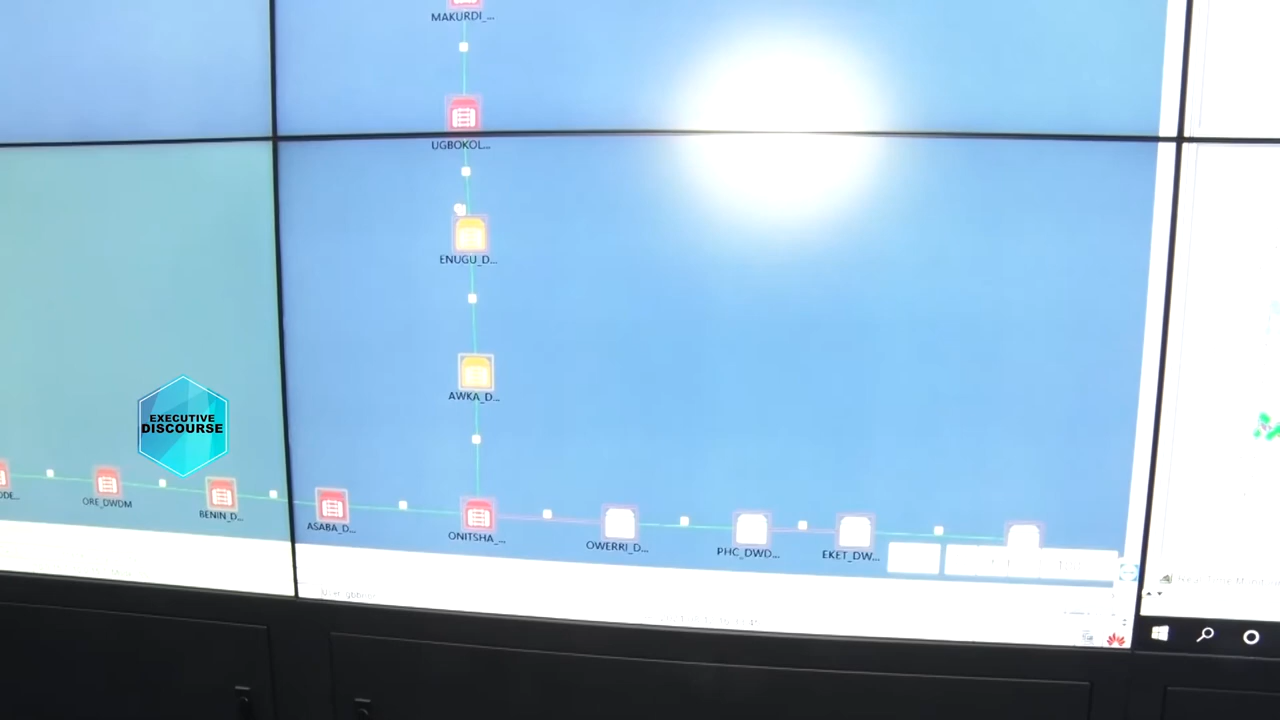 MAKURDI_...
UGBOKOL...
ENUGU_D...
AWKA_D...
EXECUTIVE
DISCOURSE
ORE_DWDM
BENIN_D...
ASABA_D...
ONITSHA_...
OWERRI_D...
PHC_DWD...
EKET_DW...